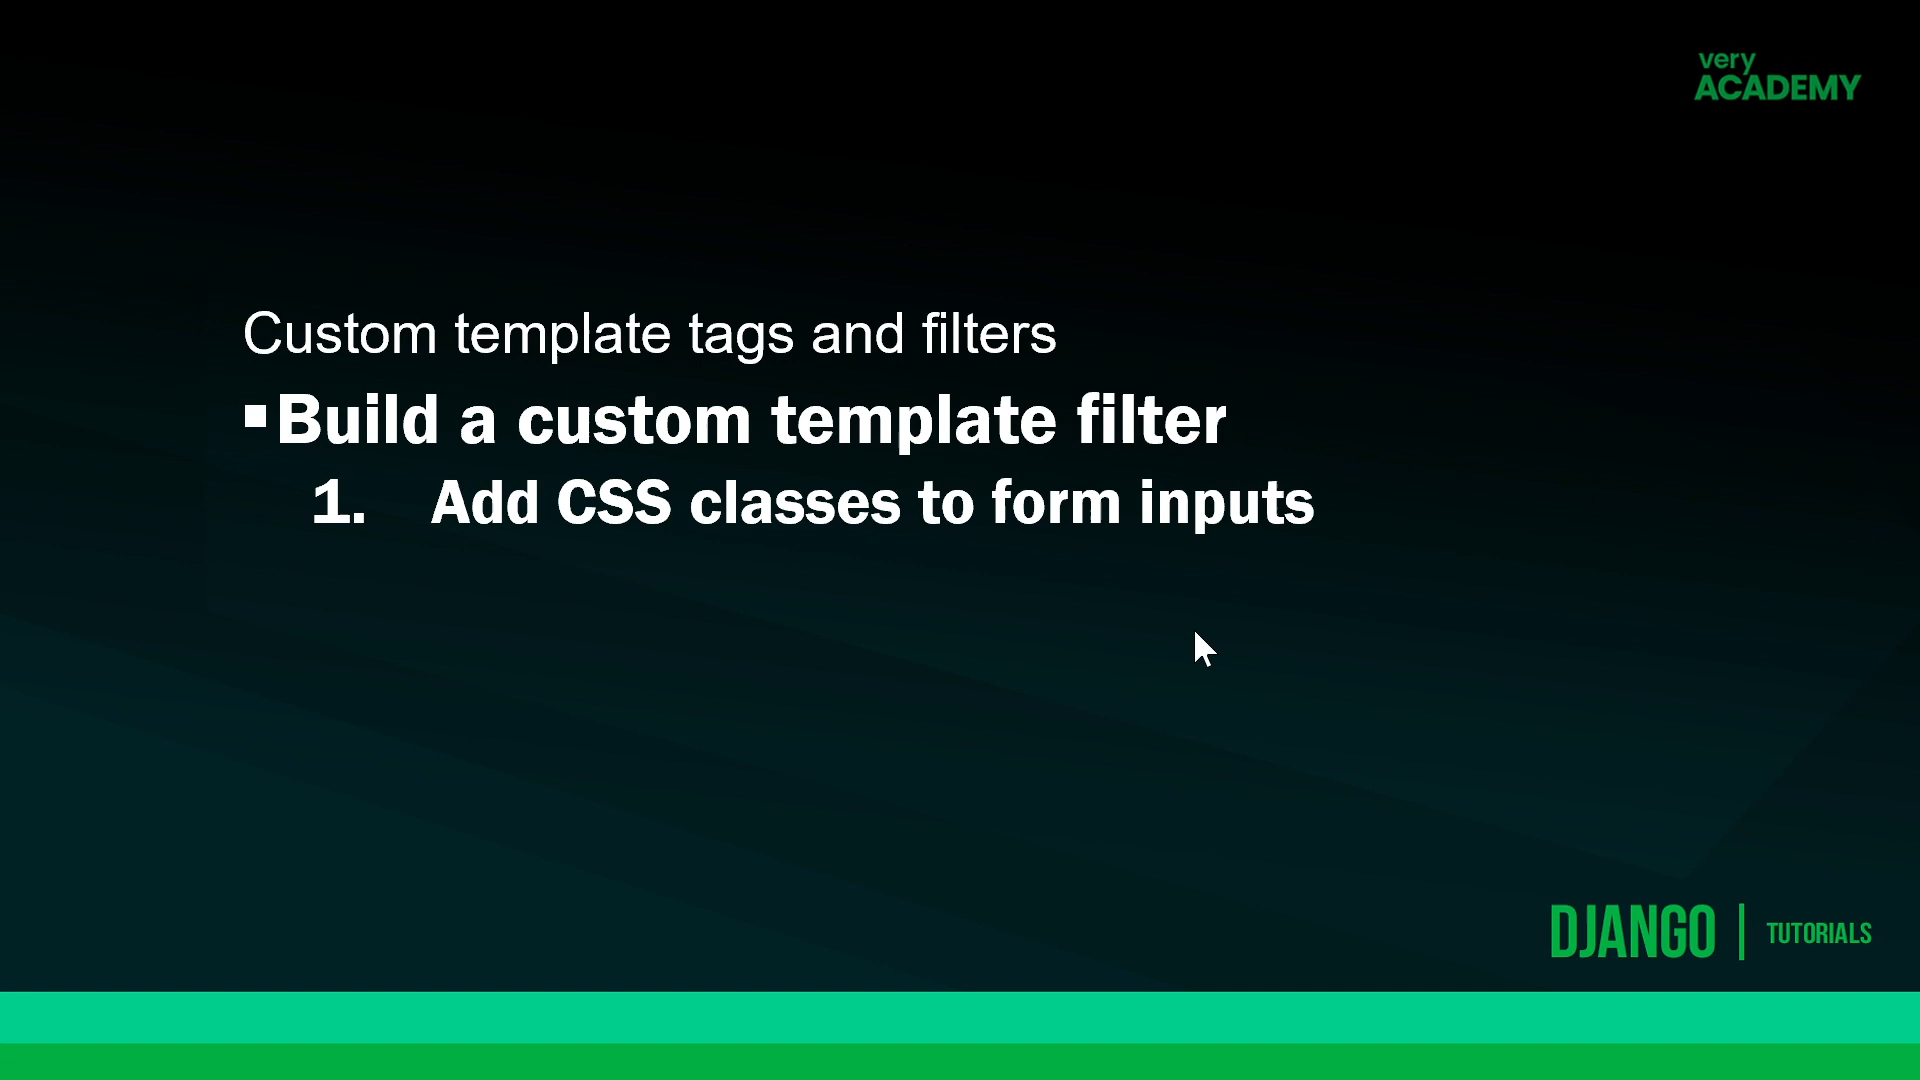 very
ACADEMY
Custom template tags and filters
▪Build a custom template filter
1. Add CSS classes to form inputs
DJANGO | TUTORIALS